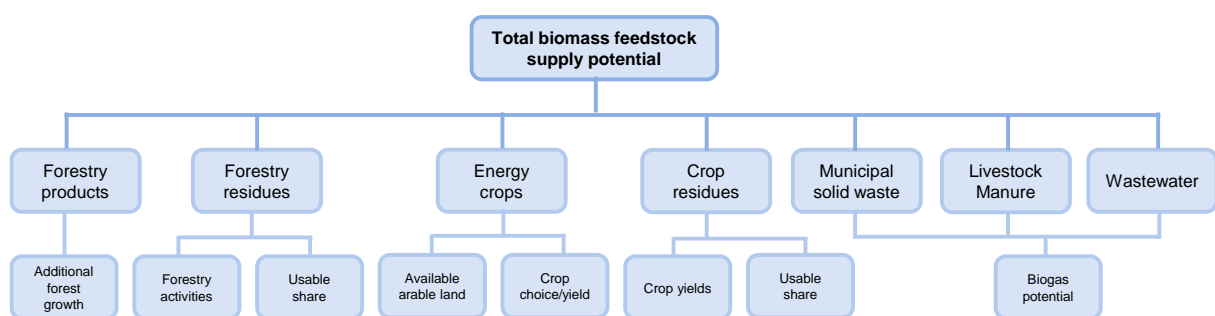 Total biomass feedstock
supply potential
Forestry
products
Forestry
residues
Energy
crops
Crop
residues
Municipal
solid waste
Livestock
Manure
Wastewater
Additional
forest
growth
Forestry
activities
Usable
share
Available
arable land
Crop
choice/yield
Crop yields
Usable
share
Biogas
potential